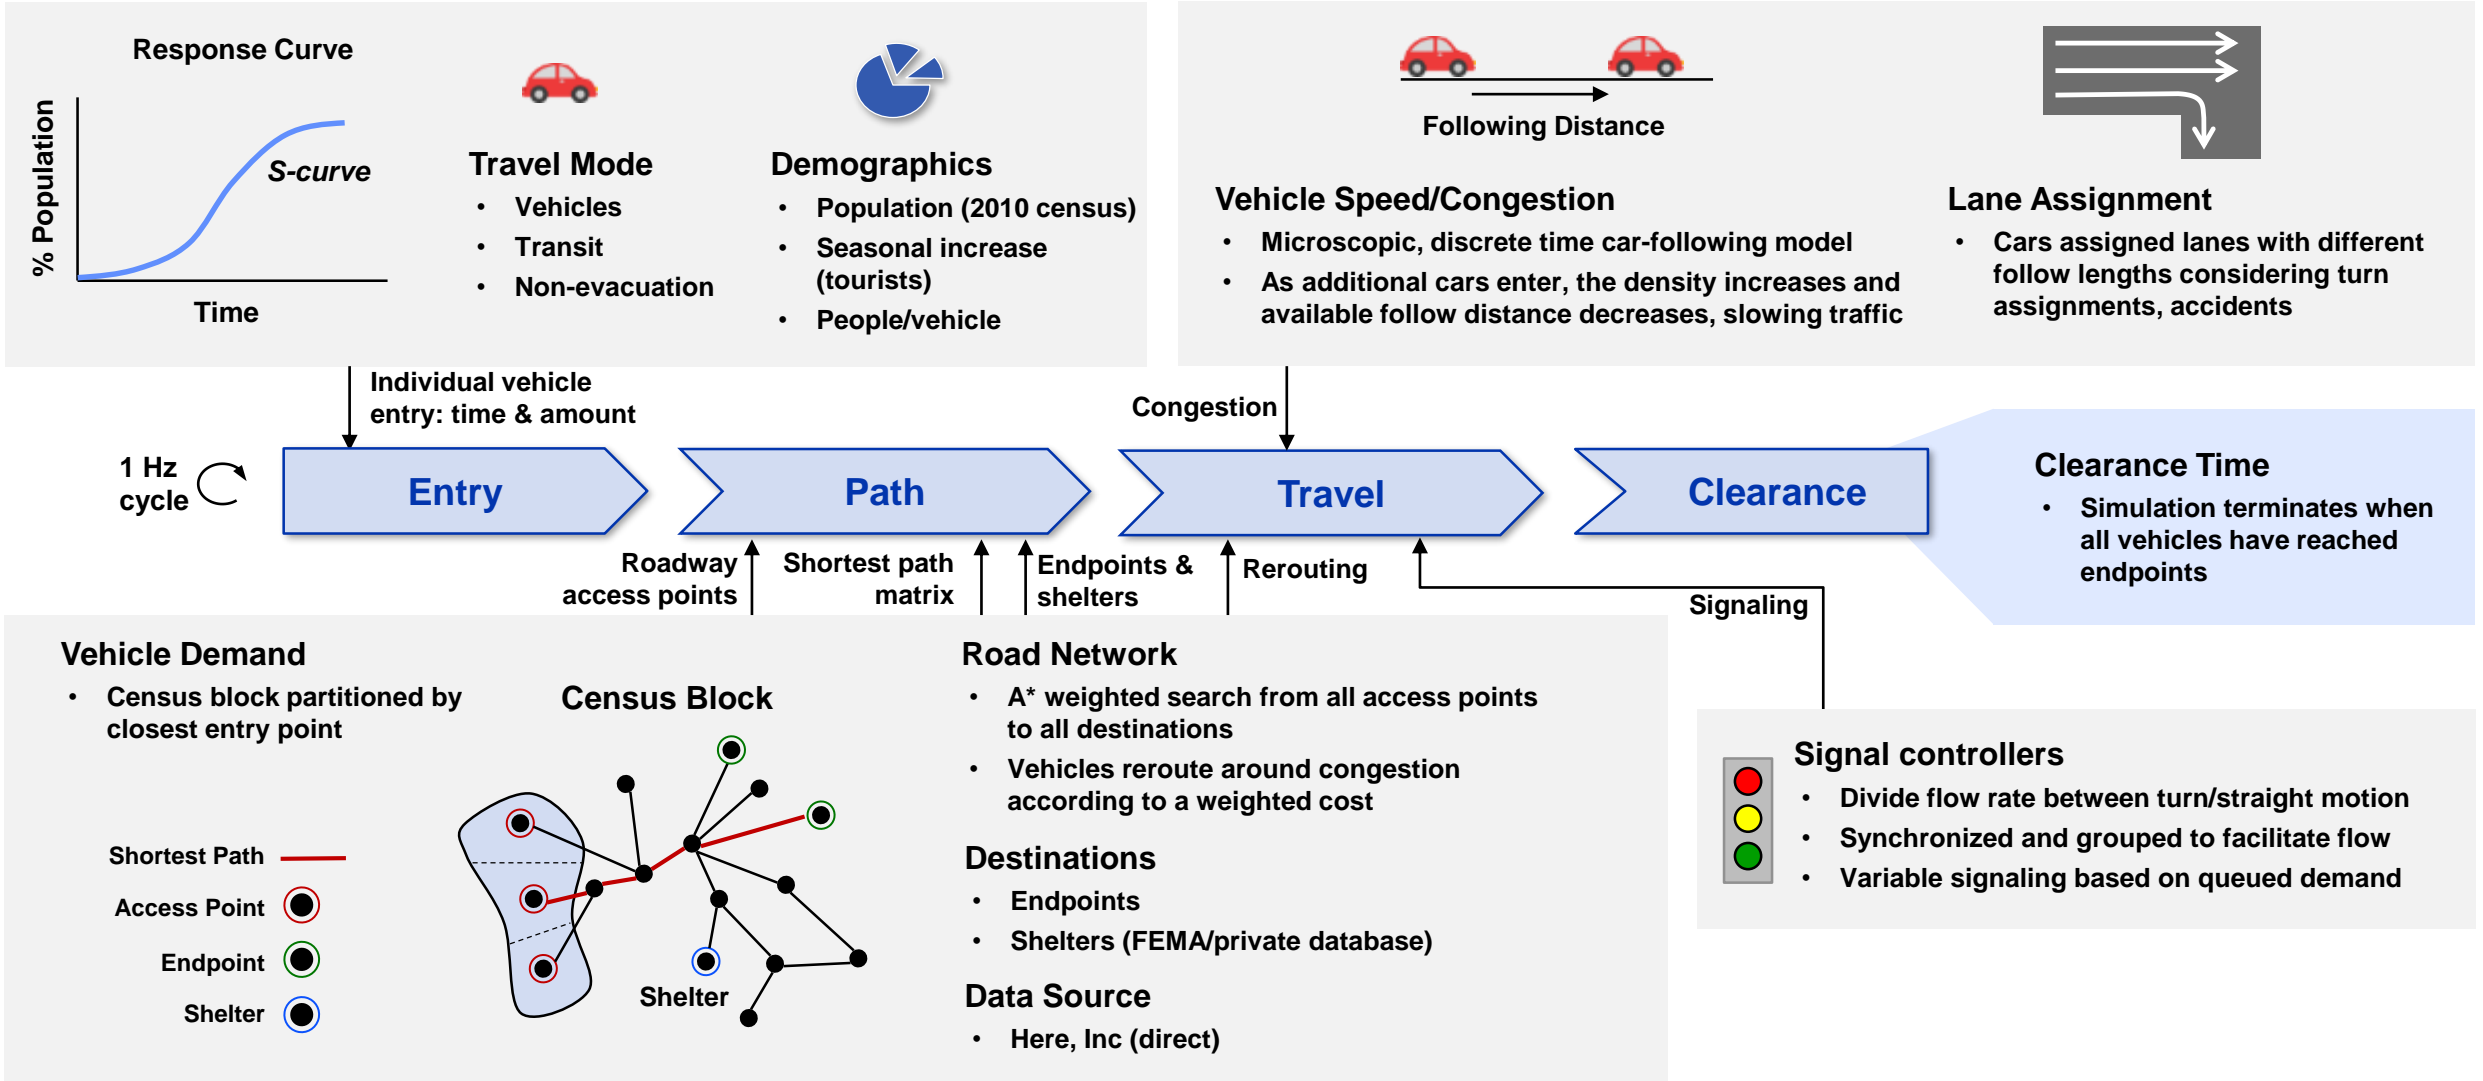 Response Curve
% Population
S-curve
Time
Travel Mode
• Vehicles
• Transit
• Non-evacuation
Demographics
• Population (2010 census)
• Seasonal increase
(tourists)
• People/vehicle
Following Distance
Vehicle Speed/Congestion
• Microscopic, discrete time car-following model
• As additional cars enter, the density increases and
available follow distance decreases, slowing traffic
Lane Assignment
• Cars assigned lanes with different
follow lengths considering turn
assignments, accidents
Individual vehicle
entry: time & amount
Congestion
1 Hz
cycle
Entry
Path
Travel
Clearance
Clearance Time
• Simulation terminates when
all vehicles have reached
endpoints
Roadway
access points
Shortest path
matrix
Endpoints &
shelters
Rerouting
Signaling
Vehicle Demand
• Census block partitioned by
closest entry point
Census Block
Shortest Path
Access Point
Endpoint
Shelter
Shelter
Road Network
• A* weighted search from all access points
to all destinations
• Vehicles reroute around congestion
according to a weighted cost
Destinations
• Endpoints
• Shelters (FEMA/private database)
Data Source
• Here, Inc (direct)
Signal controllers
• Divide flow rate between turn/straight motion
• Synchronized and grouped to facilitate flow
• Variable signaling based on queued demand